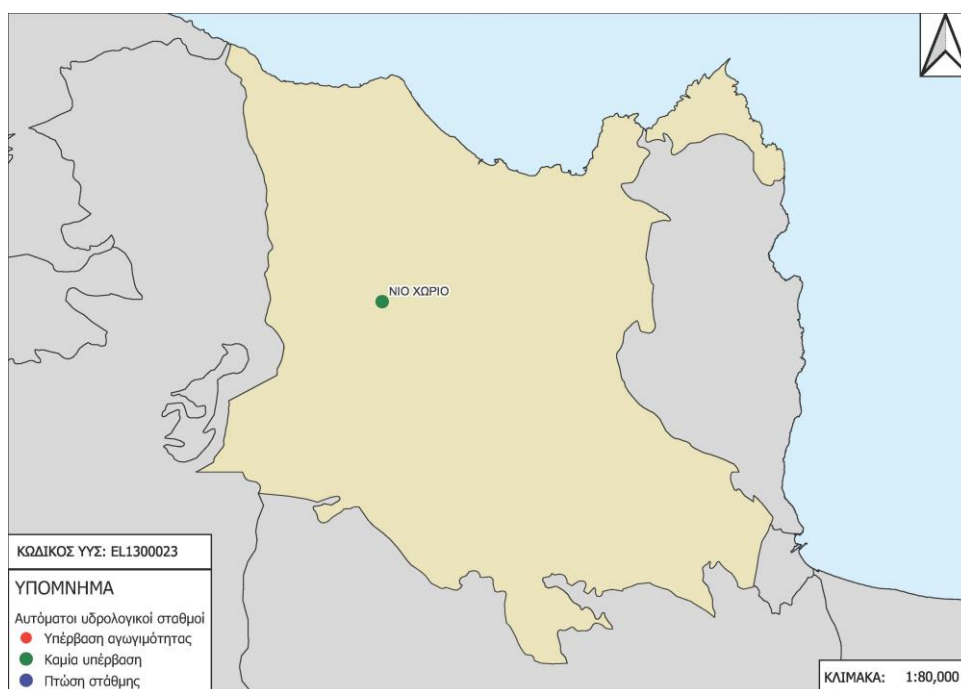 ΝΙΟ ΧΩΡΙΟ
ΚΩΔΙΚΟΣ ΥΥΣ: EL1300023
ΥΠΟΜΝΗΜΑ
Αυτόματοι υδρολογικοί σταθμοί
Υπέρβαση αγωγιμότητας
Καμία υπέρβαση
Πτώση στάθμης
ΚΛΙΜΑΚΑ: 1:80,000